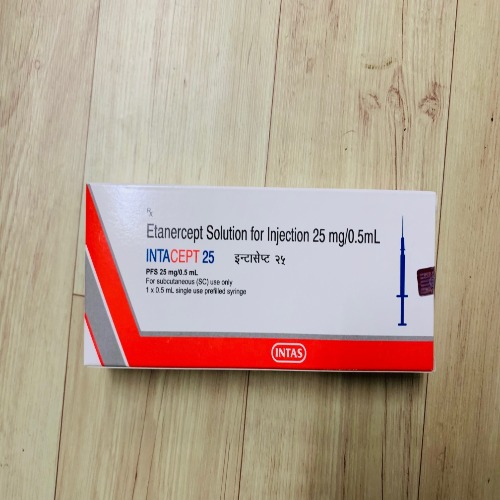 Rx
Etanercept Solution for Injection 25 mg/0.5mL
INTACEPT 25 इन्टासेप्ट २५
PFS 25 mg/0.5 mL
For subcutaneous (SC) use only
1 x 0.5 mL single use prefilled syringe
INTAS